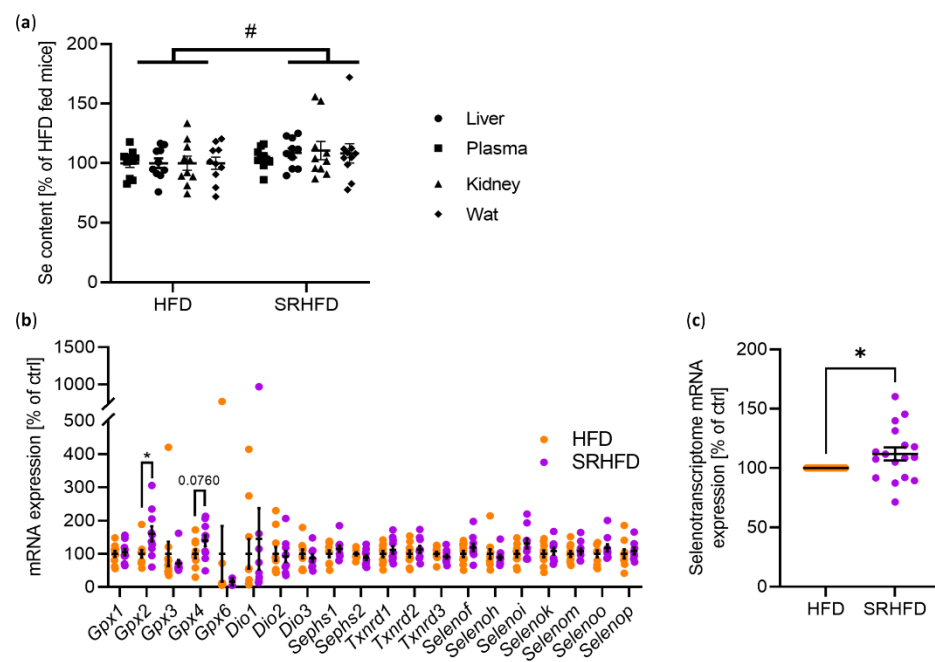 (a)
#
200
150
100
50
0
Se content [% of HFD fed mice]
HFD SRHFD
Liver
Plasma
Kidney
Wat
(b)
1500
1000
500
400
300
200
100
0
mRNA expression [% of ctrl]
*
0.0760
HFD
SRHFD
Gpx1 Gpx2 Gpx3 Gpx4 Gpx6 Dio1 Dio2 Dio3 Sephs1 Sephs2 Txnrd1 Txnrd2 Txnrd3 Selenof Selenoh Selenoi Selenok Selenom Selenoo Selenop
(c)
200
150
100
50
0
Selenotranscriptome mRNA
expression [% of ctrl]
*
HFD SRHFD